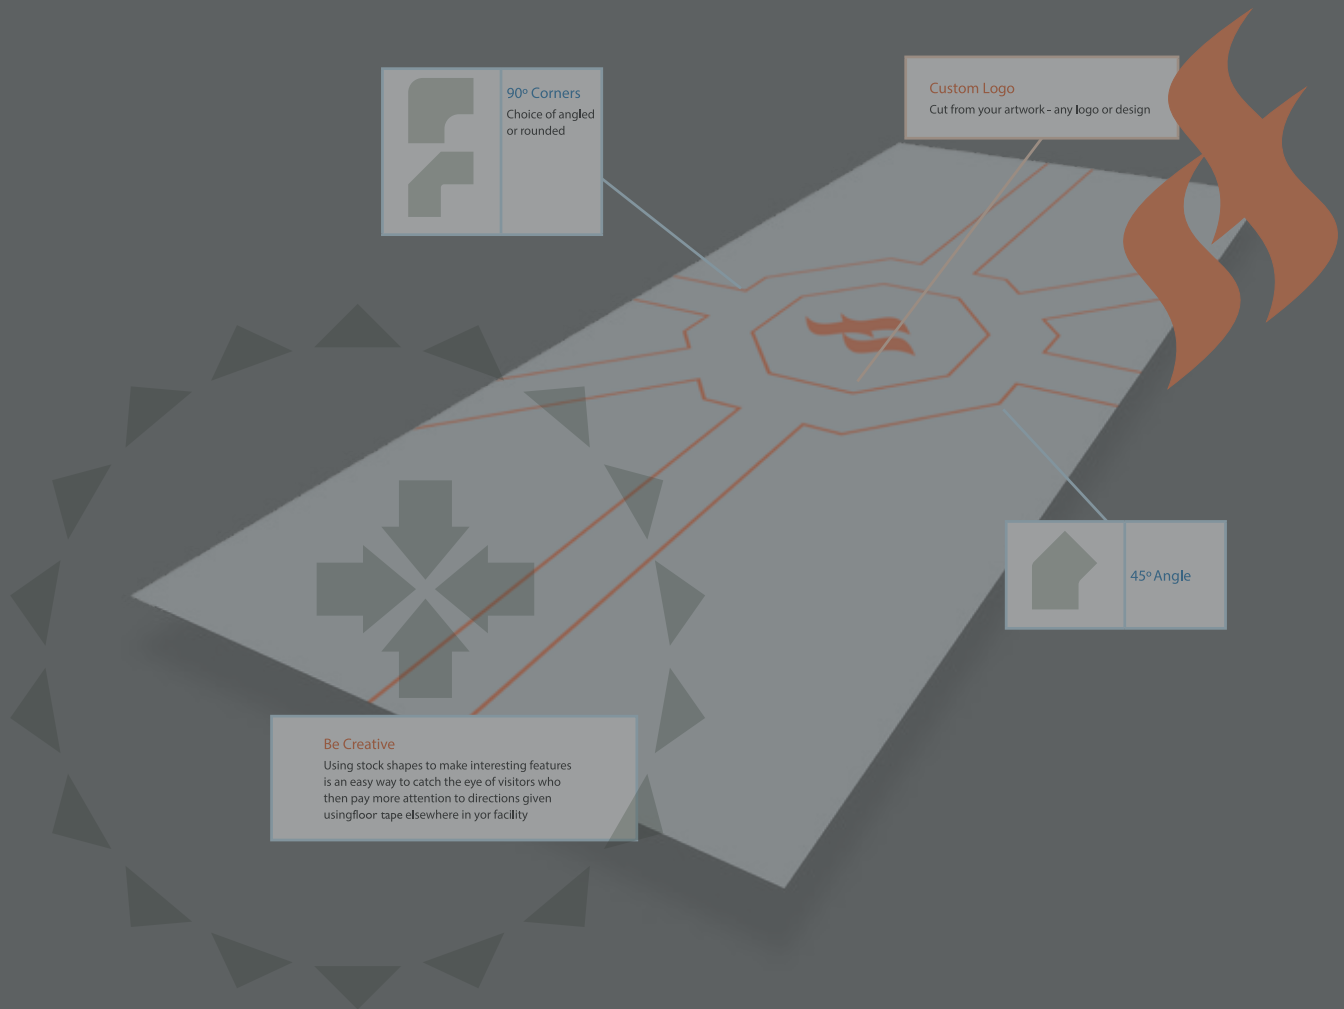 90º Corners
Choice of angled
or rounded
Custom Logo
Cut from your artwork - any logo or design
45º Angle
Be Creative
Using stock shapes to make interesting features
is an easy way to catch the eye of visitors who
then pay more attention to directions given
usingfloor tape elsewhere in yor facility